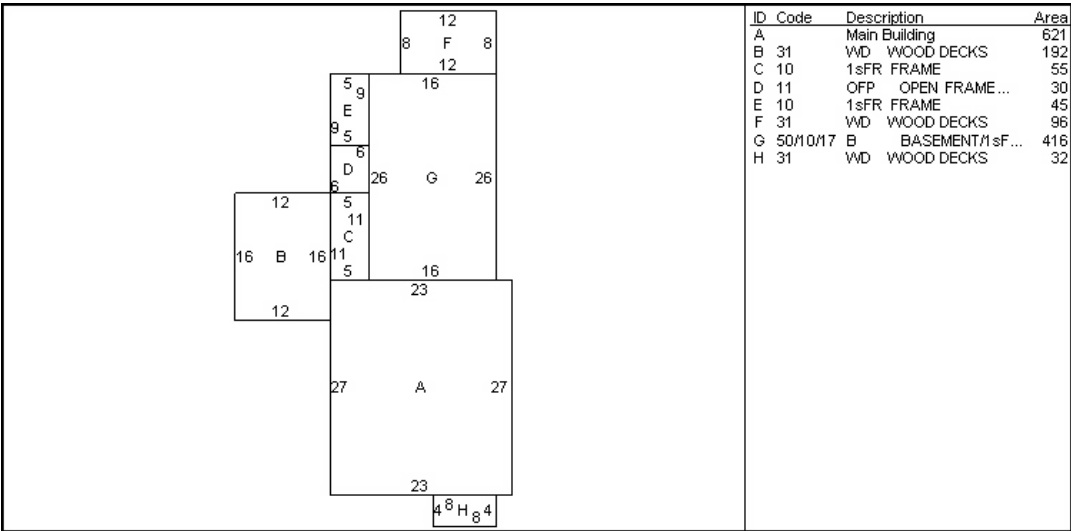 12
8 F 8
12
5 16
9
E
9
5
6
D
6
26 G 26
12 5
11
C
16 B 16 11
5 16
12
23
27 A 27
23
4 8 H 8 4
ID Code Description Area
A Main Building 621
B 31 WD WOOD DECKS 192
C 10 1sFR FRAME 55
D 11 OFP OPEN FRAME... 30
E 10 1sFR FRAME 45
F 31 WD WOOD DECKS 96
G 50/10/17 B BASEMENT/1sF... 416
H 31 WD WOOD DECKS 32